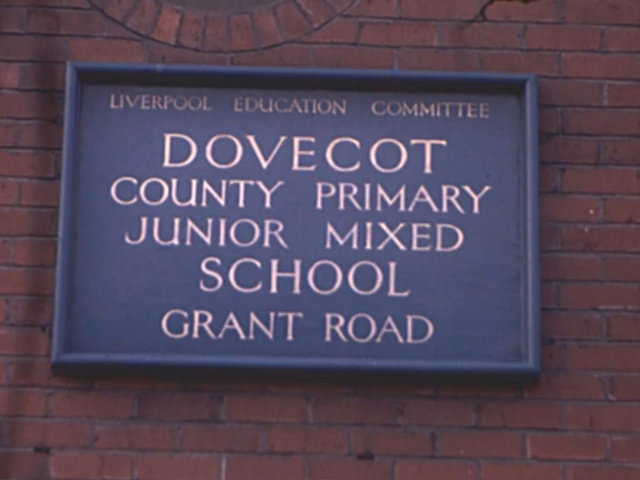 LIVERPOOL EDUCATION COMMITTEE
DOVECOT
COUNTY PRIMARY
JUNIOR MIXED
SCHOOL
GRANT ROAD